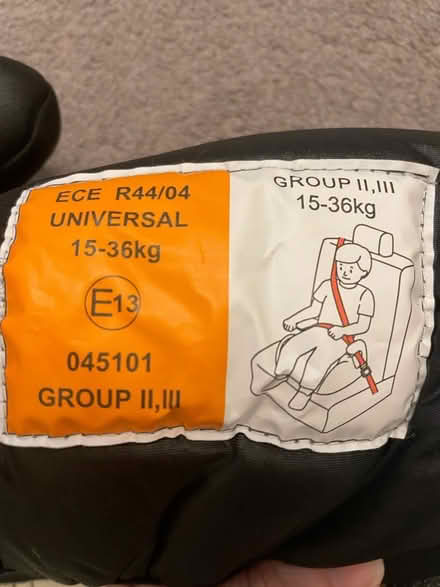 ECE R44/04
UNIVERSAL
15-36kg
E13
045101
GROUP II,III
GROUP II,III
15-36kg